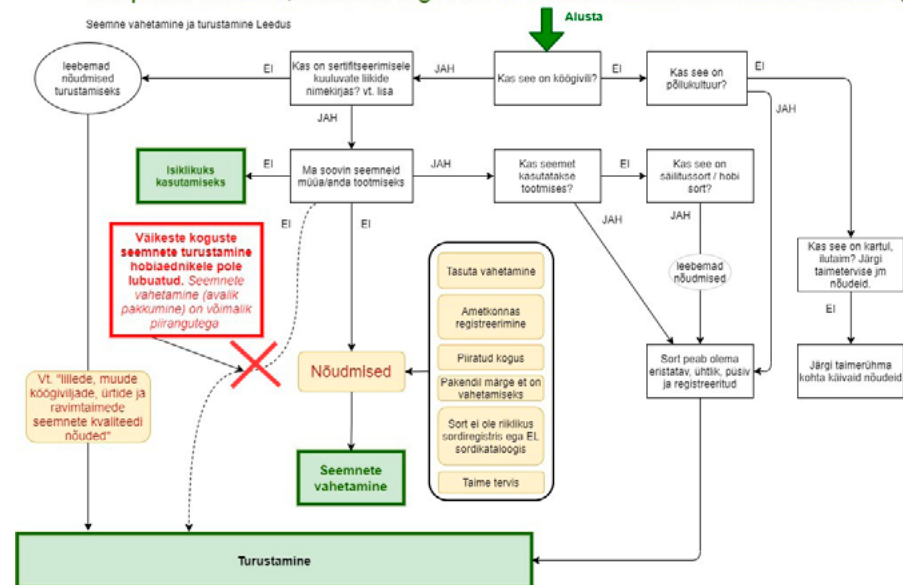 Alusta
Seemne vahetamine ja turustamine Leedus
leebemad
nõudmised
turustamiseks
EI
Kas on sertifitseerimisele
kuuluvate liikide
nimekirjas? vt. lisa
JAH
Kas see on köögivili?
EI
Kas see on
põllukultuur?
EI
JAH
JAH
Isiklikuks
kasutamiseks
EI
Ma soovin seemneid
müüa/anda tootmiseks
JAH
Kas seemet
kasutatakse
tootmises?
EI
Kas see on
säilitussort / hobi
sort?
EI
EI
JAH
JAH
Väikeste koguste
seemnete turustamine
hobiaednikele pole
lubuatud. Seemnete
vahetamine (avalik
pakkumine) on võimalik
piirangutega
Tasuta vahetamine
leebemad
nõudmised
Kas see on kartul,
ilutaim? Järgi
taimetervise jm
nõudeid.
Ametkonnas
registreerimine
EI
Nõudmised
Piiratud kogus
Pakendil märge et on
vahetamiseks
Sort peab olema
eristatav, ühtlik, püsiv
ja registreeritud
Järgi taimerühma
kohta käivaid nõudeid
Vt. "lillede, muude
köögiviljade, ürtide ja
ravimtaimede
seemnete kvaliteedi
nõuded"
Sort ei ole riiklikus
sordiregistris ega EL
sordikataloogis
Seemnete
vahetamine
Taime tervis
Turustamine